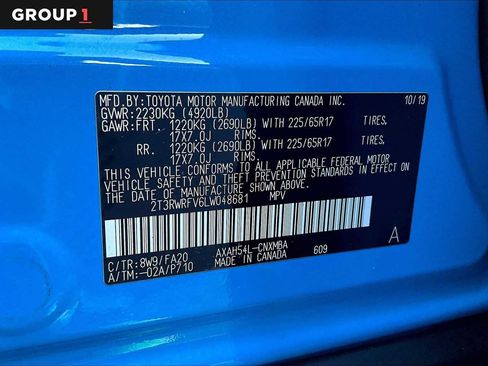 GROUP 1
MFD.BY:TOYOTA MOTOR MANUFACTURING CANADA INC. 10/19
GVWR:2230KG (4920LB)
GAWR:FRT. 1220KG (2690LB) WITH 225/65R17 TIRES.
17X7.0J RIMS.
RR. 1220KG (2690LB) WITH 225/65R17 TIRES.
17X7.0J RIMS.
THIS VEHICLE CONFORMS TO ALL APPLICABLE FEDERAL MOTOR
VEHICLE SAFETY AND THEFT PREVENTION STANDARDS IN EFFECT ON
THE DATE OF MANUFACTURE SHOWN ABOVE.
2T3RWRFV6LW048681 MPV
C/TR:8W9/FA20 AXAH54L-CNXMBA 609 A
A/TM:-02A/P710